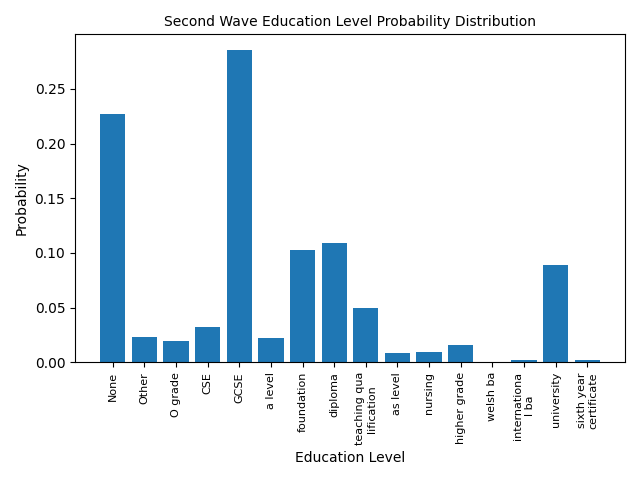 Second Wave Education Level Probability Distribution
Probability
0.25
0.20
0.15
0.10
0.05
0.00
None
Other
O grade
CSE
GCSE
a level
foundation
diploma
teaching qua
lification
as level
nursing
higher grade
welsh ba
internationa
l ba
university
sixth year
certificate
Education Level